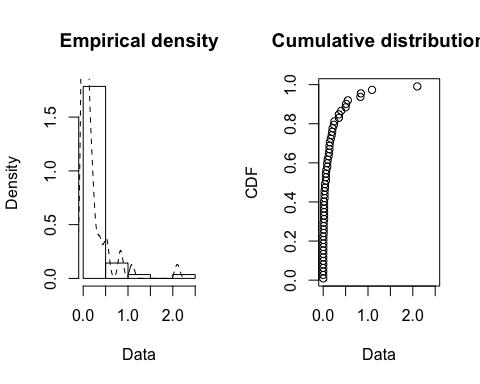 Empirical density
Density
0.0 0.5 1.0 1.5
0.0 1.0 2.0
Data
Cumulative distribution
CDF
0.0 0.2 0.4 0.6 0.8 1.0
0.0 1.0 2.0
Data